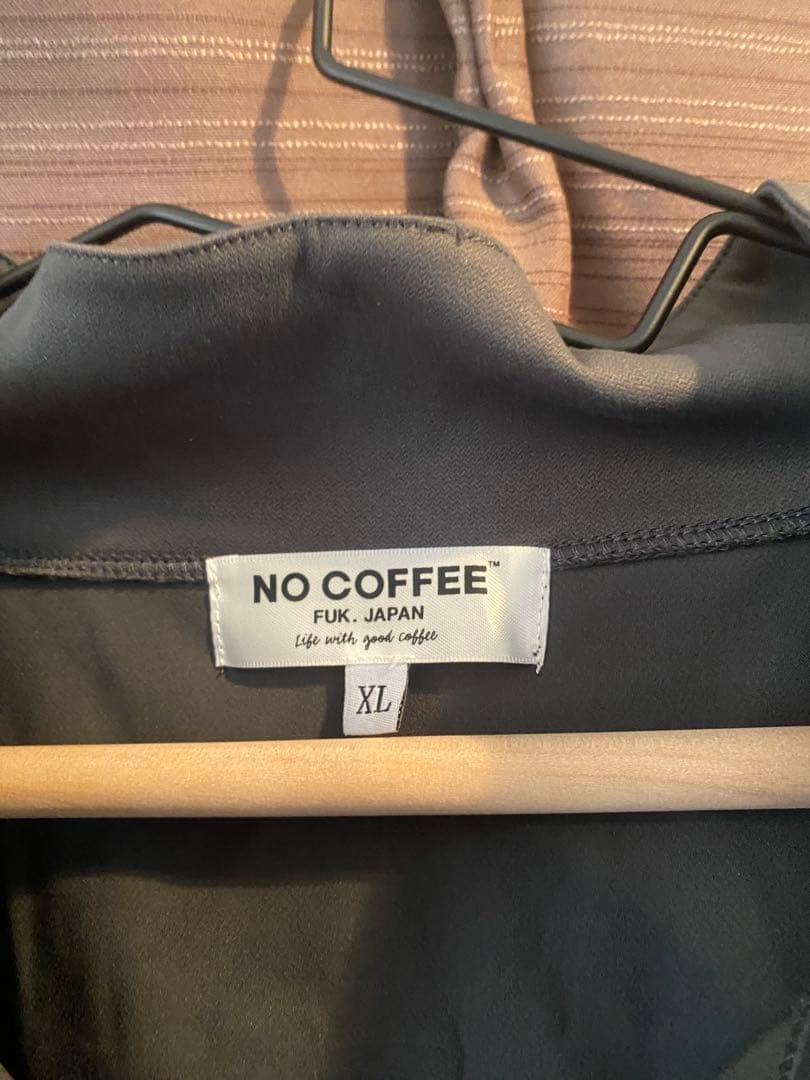 NO COFFEE™
FUK. JAPAN
Life with good coffee
XL